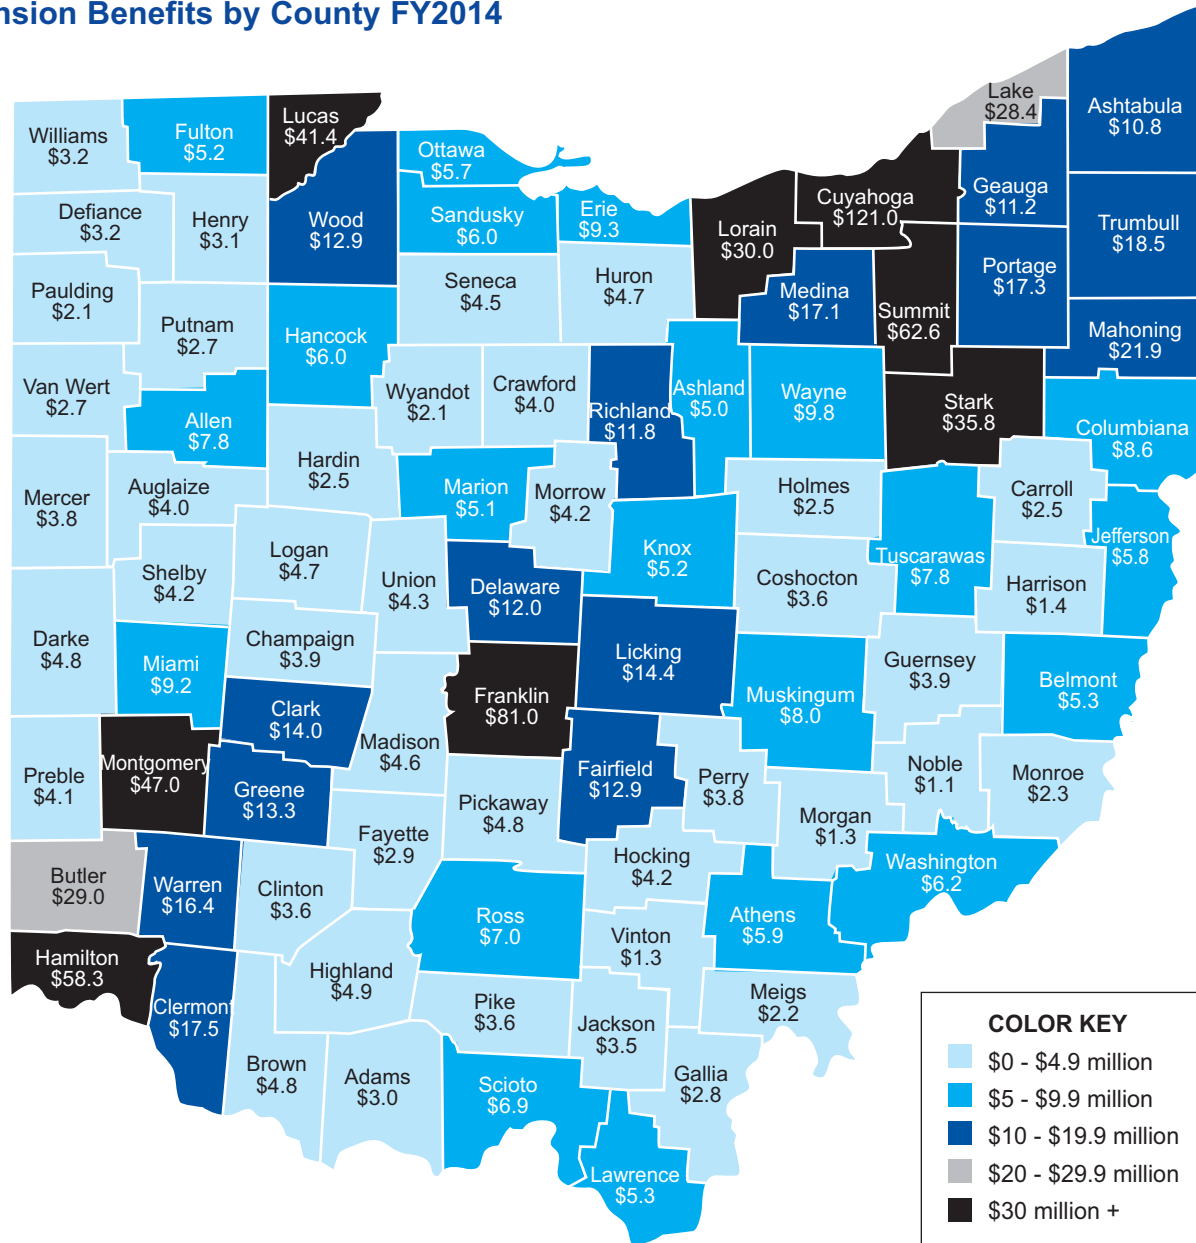 nsion Benefits by County FY2014
Lake
$28.4
Ashtabula
$10.8
Lucas
$41.4
Williams
$3.2
Fulton
$5.2
Ottawa
$5.7
Geauga
$11.2
Cuyahoga
$121.0
Defiance
$3.2
Henry
$3.1
Wood
$12.9
Sandusky
$6.0
Erie
$9.3
Lorain
$30.0
Trumbull
$18.5
Portage
$17.3
Seneca
$4.5
Huron
$4.7
Medina
$17.1
Paulding
$2.1
Putnam
$2.7
Hancock
$6.0
Summit
$62.6
Mahoning
$21.9
Van Wert
$2.7
Wyandot
$2.1
Crawford
$4.0
Richland
$11.8
Ashland
$5.0
Wayne
$9.8
Stark
$35.8
Allen
$7.8
Columbiana
$8.6
Hardin
$2.5
Mercer
$3.8
Auglaize
$4.0
Marion
$5.1
Morrow
$4.2
Holmes
$2.5
Carroll
$2.5
Jefferson
$5.8
Logan
$4.7
Knox
$5.2
Tuscarawas
$7.8
Shelby
$4.2
Union
$4.3
Delaware
$12.0
Coshocton
$3.6
Harrison
$1.4
Darke
$4.8
Champaign
$3.9
Miami
$9.2
Licking
$14.4
Guernsey
$3.9
Belmont
$5.3
Clark
$14.0
Franklin
$81.0
Muskingum
$8.0
Madison
$4.6
Preble
$4.1
Montgomery
$47.0
Greene
$13.3
Fairfield
$12.9
Perry
$3.8
Noble
$1.1
Monroe
$2.3
Pickaway
$4.8
Morgan
$1.3
Fayette
$2.9
Hocking
$4.2
Washington
$6.2
Butler
$29.0
Warren
$16.4
Clinton
$3.6
Ross
$7.0
Athens
$5.9
Vinton
$1.3
Hamilton
$58.3
Highland
$4.9
Clermont
$17.5
Pike
$3.6
Jackson
$3.5
Meigs
$2.2
Brown
$4.8
Adams
$3.0
Scioto
$6.9
Gallia
$2.8
Lawrence
$5.3
COLOR KEY
$0 - $4.9 million
$5 - $9.9 million
$10 - $19.9 million
$20 - $29.9 million
$30 million +